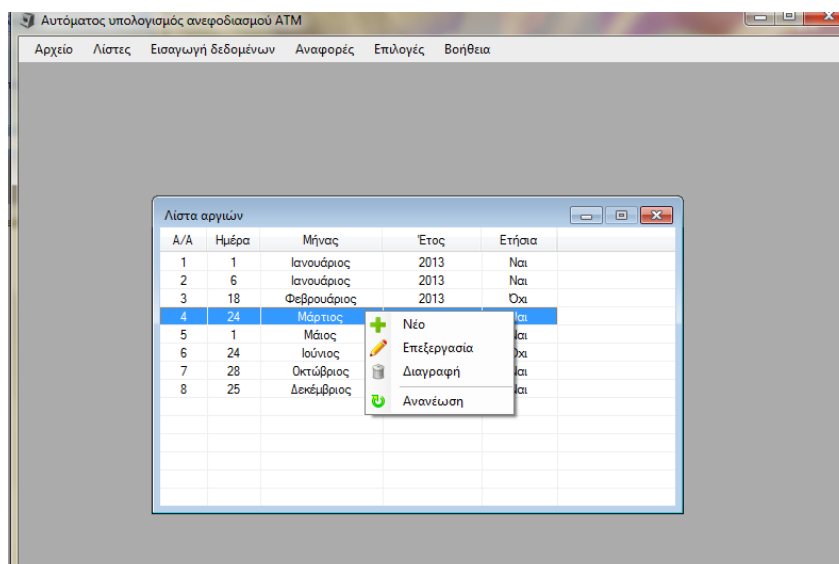 Αυτόματος υπολογισμός ανεφοδιασμού ATM
Αρχείο Λίστες Εισαγωγή δεδομένων Αναφορές Επιλογές Βοήθεια
Λίστα αργιών
Α/Α Ημέρα Μήνας Έτος Ετήσια
1 1 Ιανουάριος 2013 Ναι
2 6 Ιανουάριος 2013 Ναι
3 18 Φεβρουάριος 2013 Όχι
4 24 Μάρτιος
5 1 Μάιος
6 24 Ιούνιος
7 28 Οκτώβριος
8 25 Δεκέμβριος
Νέο
Επεξεργασία
Διαγραφή
Ανανέωση